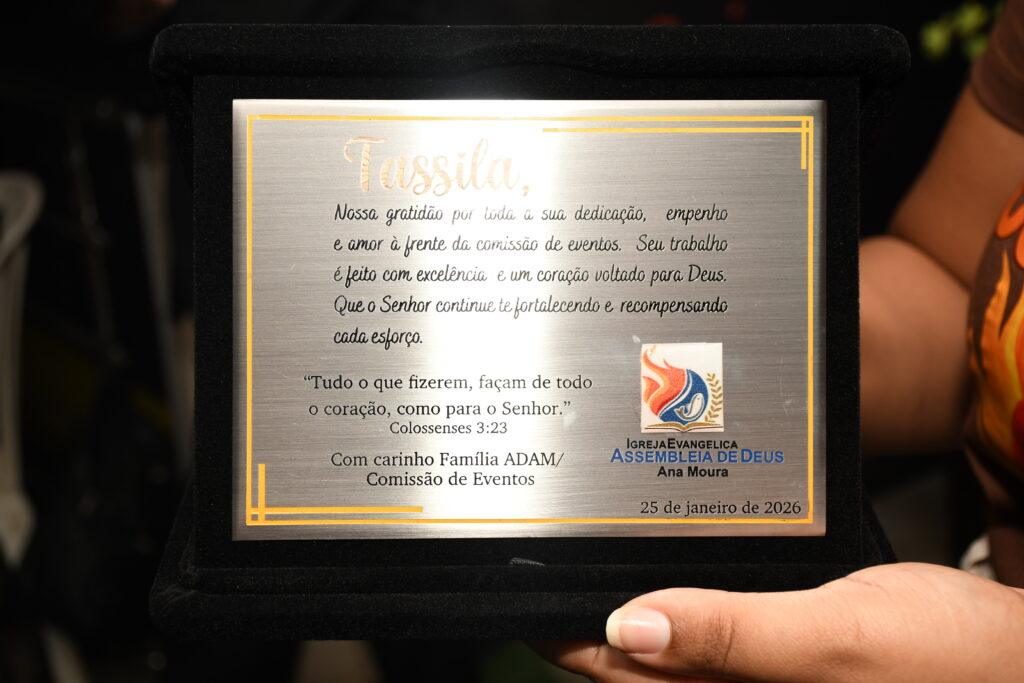 Tassila,
Nossa gratidão por toda a sua dedicação, empenho
e amor à frente da comissão de eventos. Seu trabalho
é feito com excelência e um coração voltado para Deus.
Que o Senhor continue te fortalecendo e recompensando
cada esforço.
“Tudo o que fizerem, façam de todo
o coração, como para o Senhor.”
Colossenses 3:23
Com carinho Família ADAM/
Comissão de Eventos
IGREJA EVANGELICA
ASSEMBLEIA DE DEUS
Ana Moura
25 de janeiro de 2026